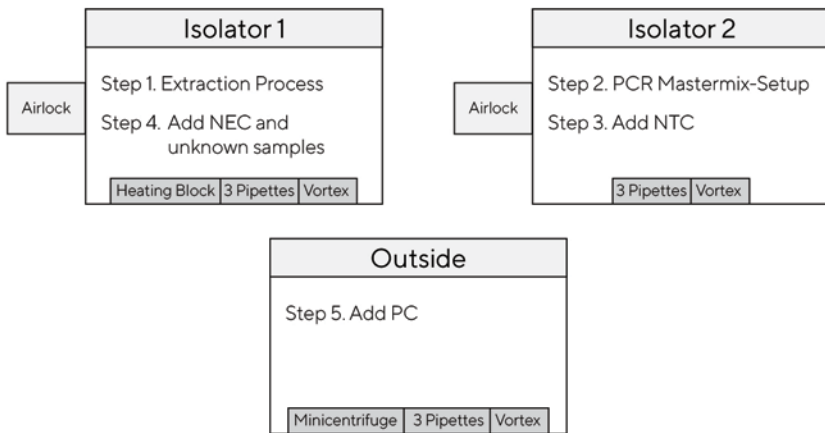 Isolator 1
Airlock
Step 1. Extraction Process
Step 4. Add NEC and
unknown samples
Heating Block 3 Pipettes Vortex
Isolator 2
Airlock
Step 2. PCR Mastermix-Setup
Step 3. Add NTC
3 Pipettes Vortex
Outside
Step 5. Add PC
Minicentrifuge 3 Pipettes Vortex